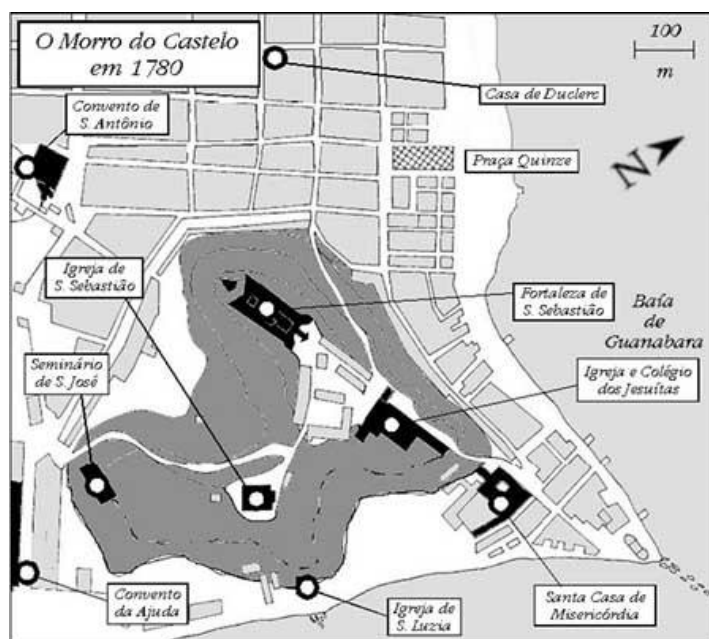 O Morro do Castelo
em 1780
100
m
Convento de
S. Antônio
Casa de Duclerc
Praça Quinze
N
Igreja de
S. Sebastião
Fortaleza de
S. Sebastião
Baía
de
Guanabara
Seminário
de S. José
Igreja e Colégio
dos Jesuítas
Convento
da Ajuda
Igreja de
S. Luzia
Santa Casa de
Misericórdia